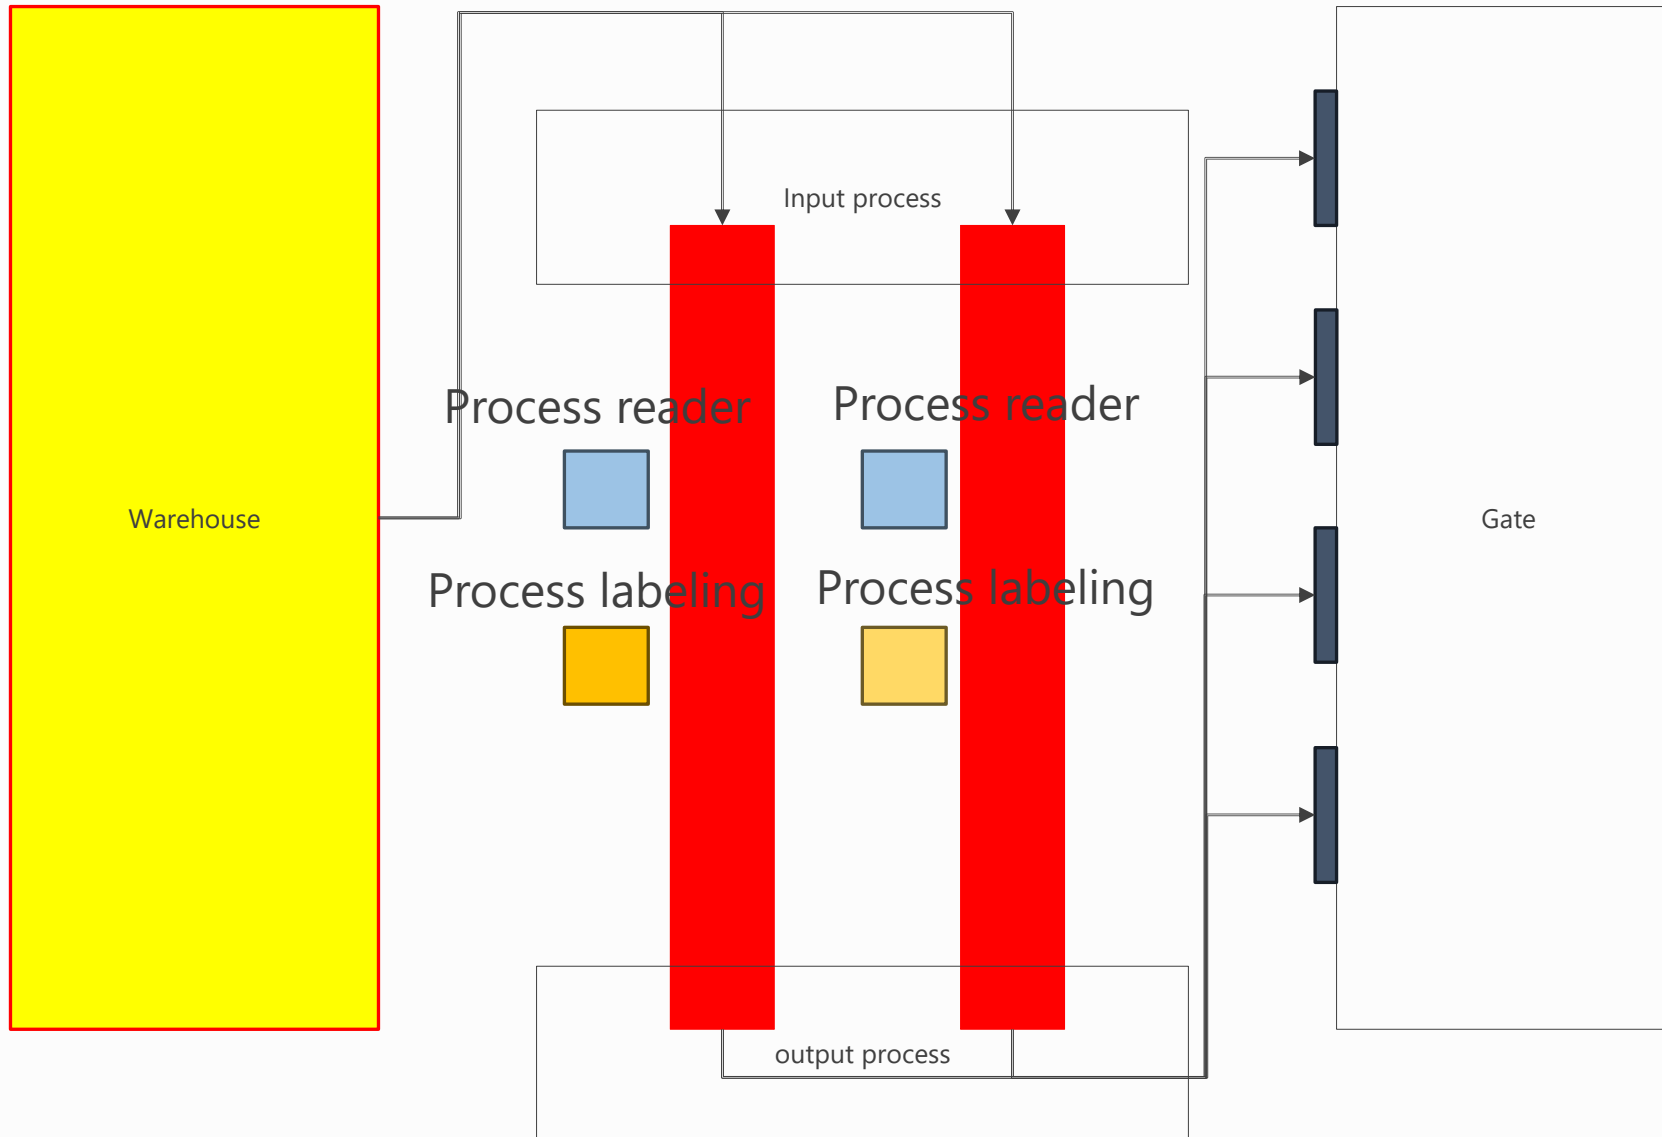 Input process
Process reader
Process reader
Warehouse
Gate
Process labeling
Process labeling
output process